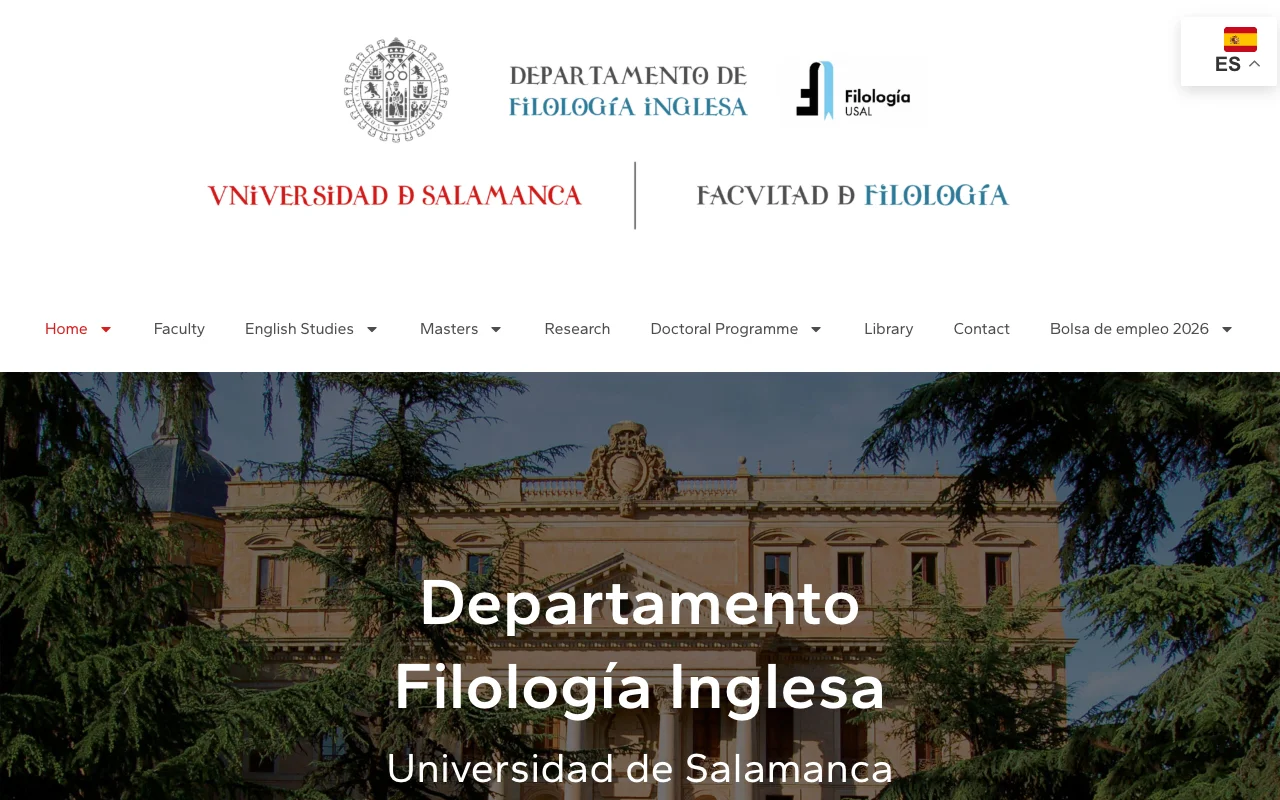 ES
DEPARTAMENTO DE
FILOLOGÍA INGLESA
Filología
USAL
VNIVERSIDAD Ð SALAMANCA
FACVLTAD Ð FILOLOGÍA
Home
Faculty
English Studies
Masters
Research
Doctoral Programme
Library
Contact
Bolsa de empleo 2026
Departamento
Filología Inglesa
Universidad de Salamanca